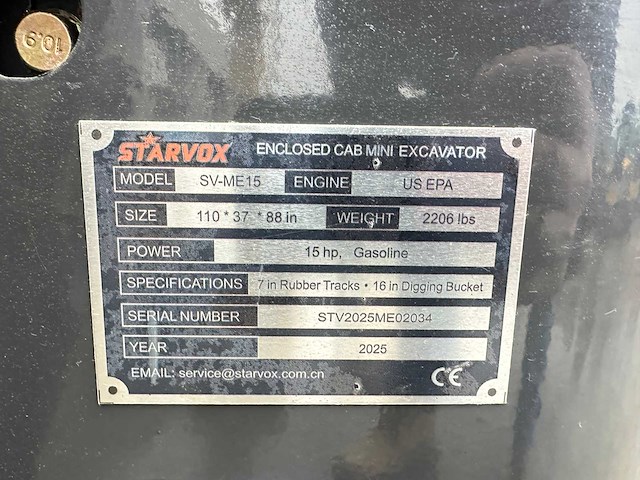 10.9
STARVOX ENCLOSED CAB MINI EXCAVATOR
MODEL SV-ME15 ENGINE US EPA
SIZE 110 * 37 * 88 in WEIGHT 2206 lbs
POWER 15 hp, Gasoline
SPECIFICATIONS 7 in Rubber Tracks • 16 in Digging Bucket
SERIAL NUMBER STV2025ME02034
YEAR 2025
EMAIL: service@starvox.com.cn CE